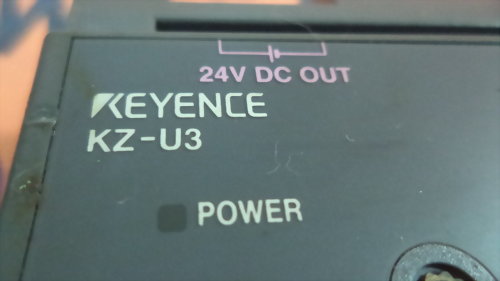 24V DC OUT
KEYENCE
KZ-U3
POWER